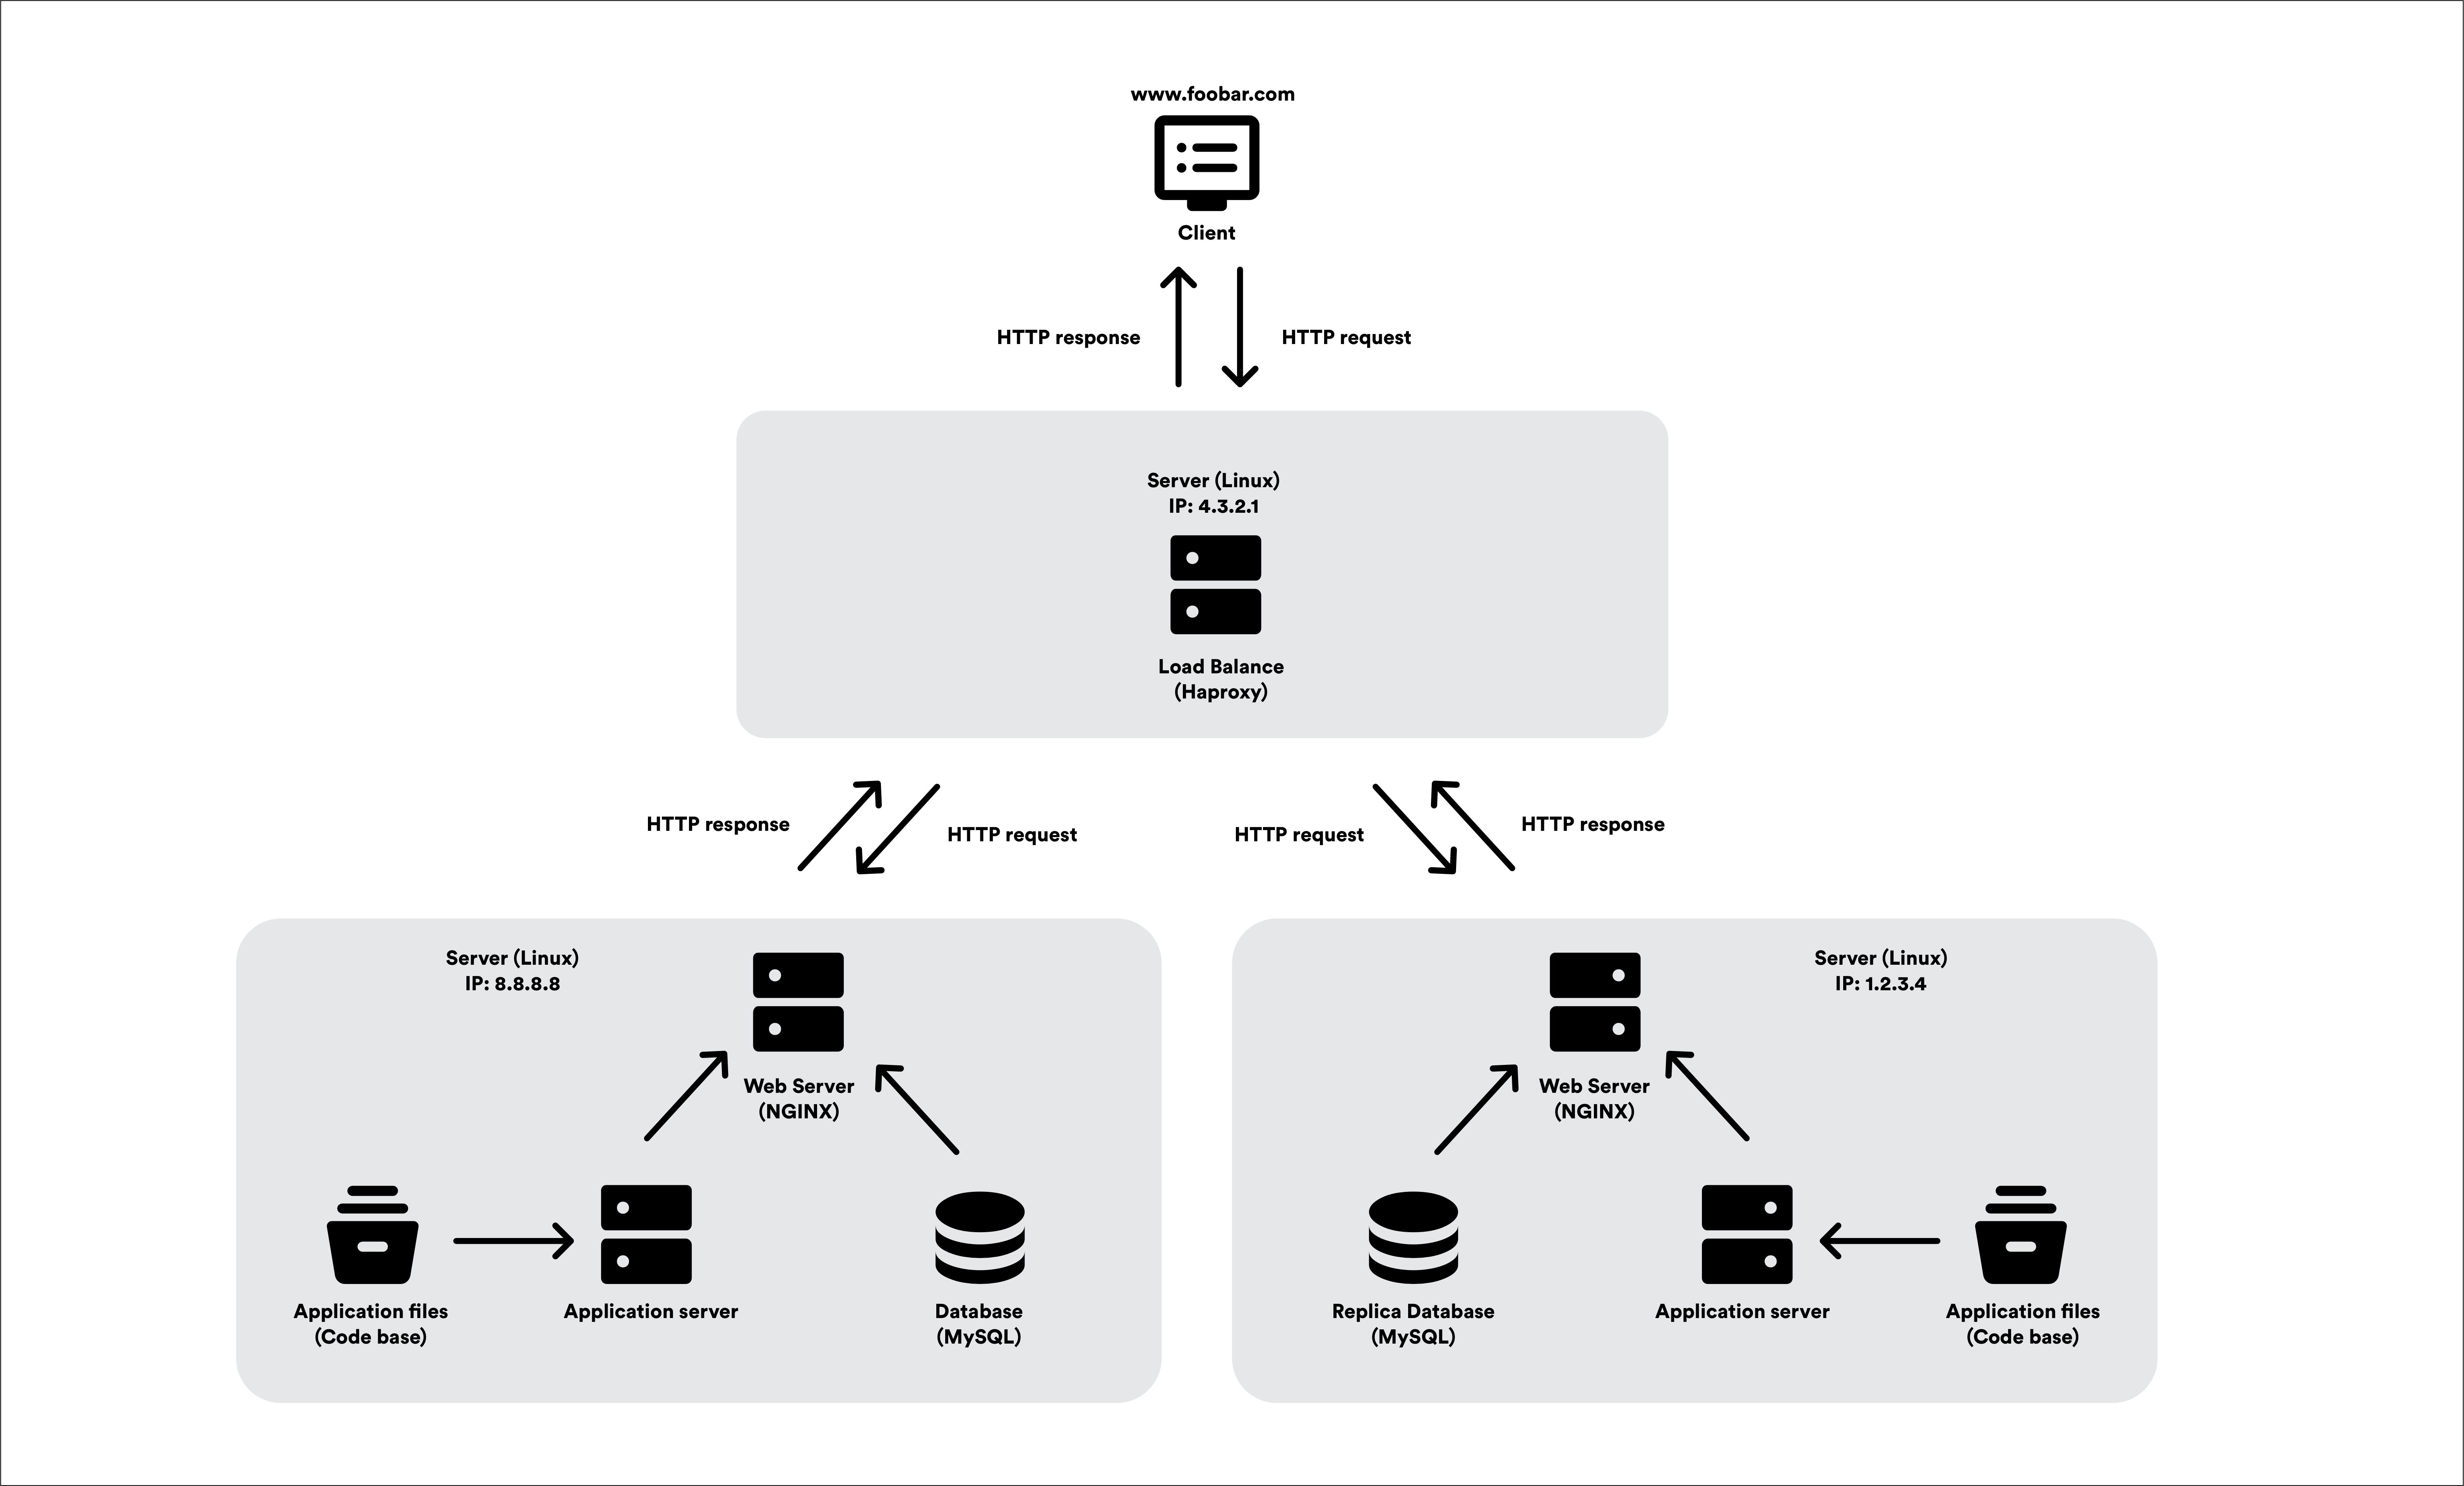 www.foobar.com
Client
HTTP response
HTTP request
Server (Linux)
IP: 4.3.2.1
Load Balance
(Haproxy)
HTTP response
HTTP request
HTTP request
HTTP response
Server (Linux)
IP: 8.8.8.8
Web Server
(NGINX)
Application files
(Code base)
Application server
Database
(MySQL)
Server (Linux)
IP: 1.2.3.4
Web Server
(NGINX)
Replica Database
(MySQL)
Application server
Application files
(Code base)